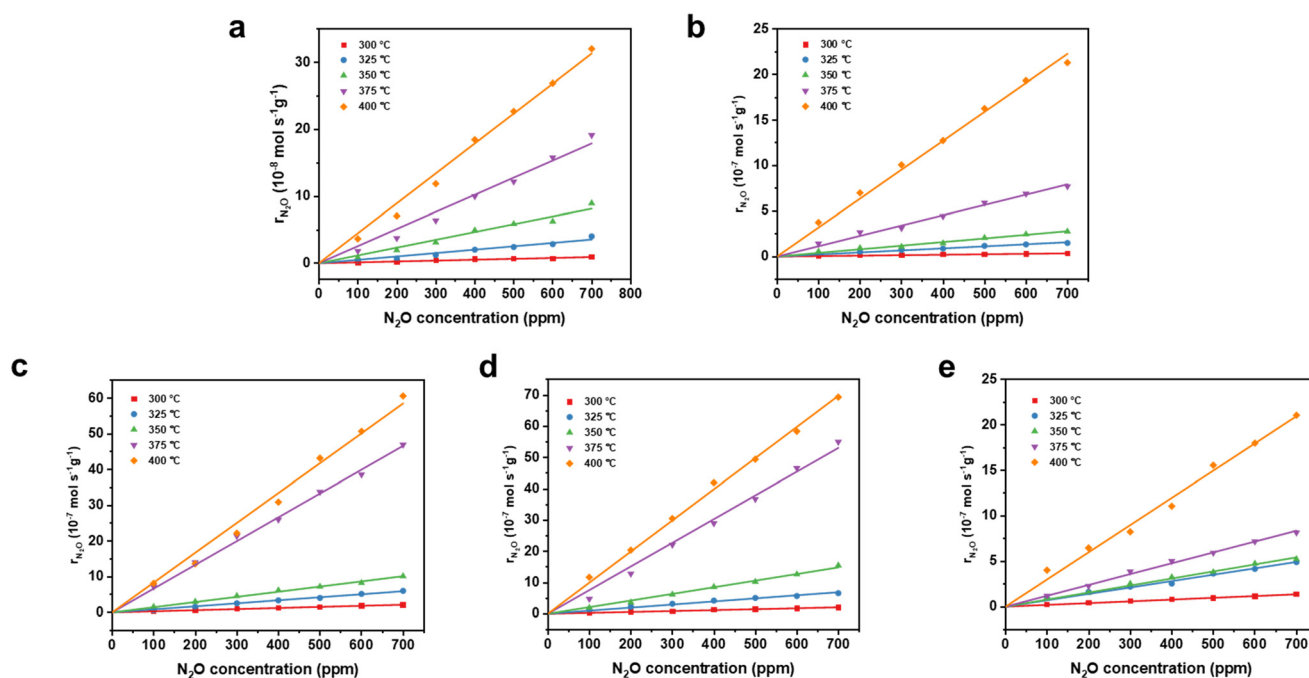 a
r_N₂O (10⁻⁸ mol s⁻¹g⁻¹)
30
20
10
0
300 °C
325 °C
350 °C
375 °C
400 °C
0 100 200 300 400 500 600 700 800
N₂O concentration (ppm)
b
r_N₂O (10⁻⁷ mol s⁻¹g⁻¹)
25
20
15
10
5
0
300 °C
325 °C
350 °C
375 °C
400 °C
0 100 200 300 400 500 600 700
N₂O concentration (ppm)
c
r_N₂O (10⁻⁷ mol s⁻¹g⁻¹)
60
50
40
30
20
10
0
300 °C
325 °C
350 °C
375 °C
400 °C
0 100 200 300 400 500 600 700
N₂O concentration (ppm)
d
r_N₂O (10⁻⁷ mol s⁻¹g⁻¹)
70
60
50
40
30
20
10
0
300 °C
325 °C
350 °C
375 °C
400 °C
0 100 200 300 400 500 600 700
N₂O concentration (ppm)
e
r_N₂O (10⁻⁷ mol s⁻¹g⁻¹)
25
20
15
10
5
0
300 °C
325 °C
350 °C
375 °C
400 °C
0 100 200 300 400 500 600 700
N₂O concentration (ppm)